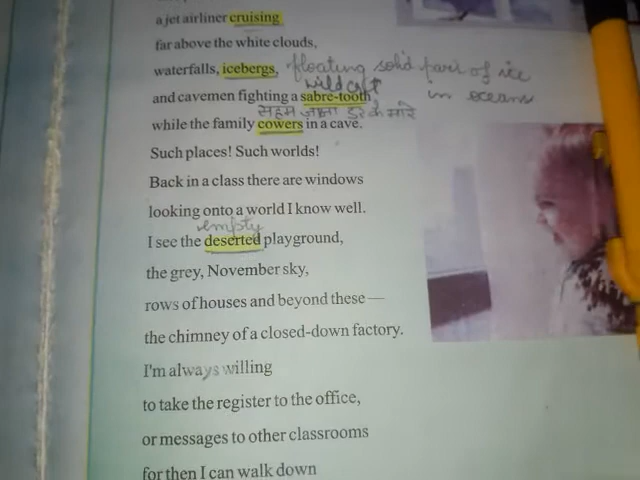 a jet airliner cruising
far above the white clouds,
waterfalls, icebergs, floating solid part of ice
wild cat in oceans
and cavemen fighting a sabre-tooth
सहम जाना डर के मारे
while the family cowers in a cave.
Such places! Such worlds!
Back in a class there are windows
looking onto a world I know well.
empty
I see the deserted playground,
the grey, November sky,
rows of houses and beyond these—
the chimney of a closed-down factory.
I'm always willing
to take the register to the office,
or messages to other classrooms
for then I can walk down